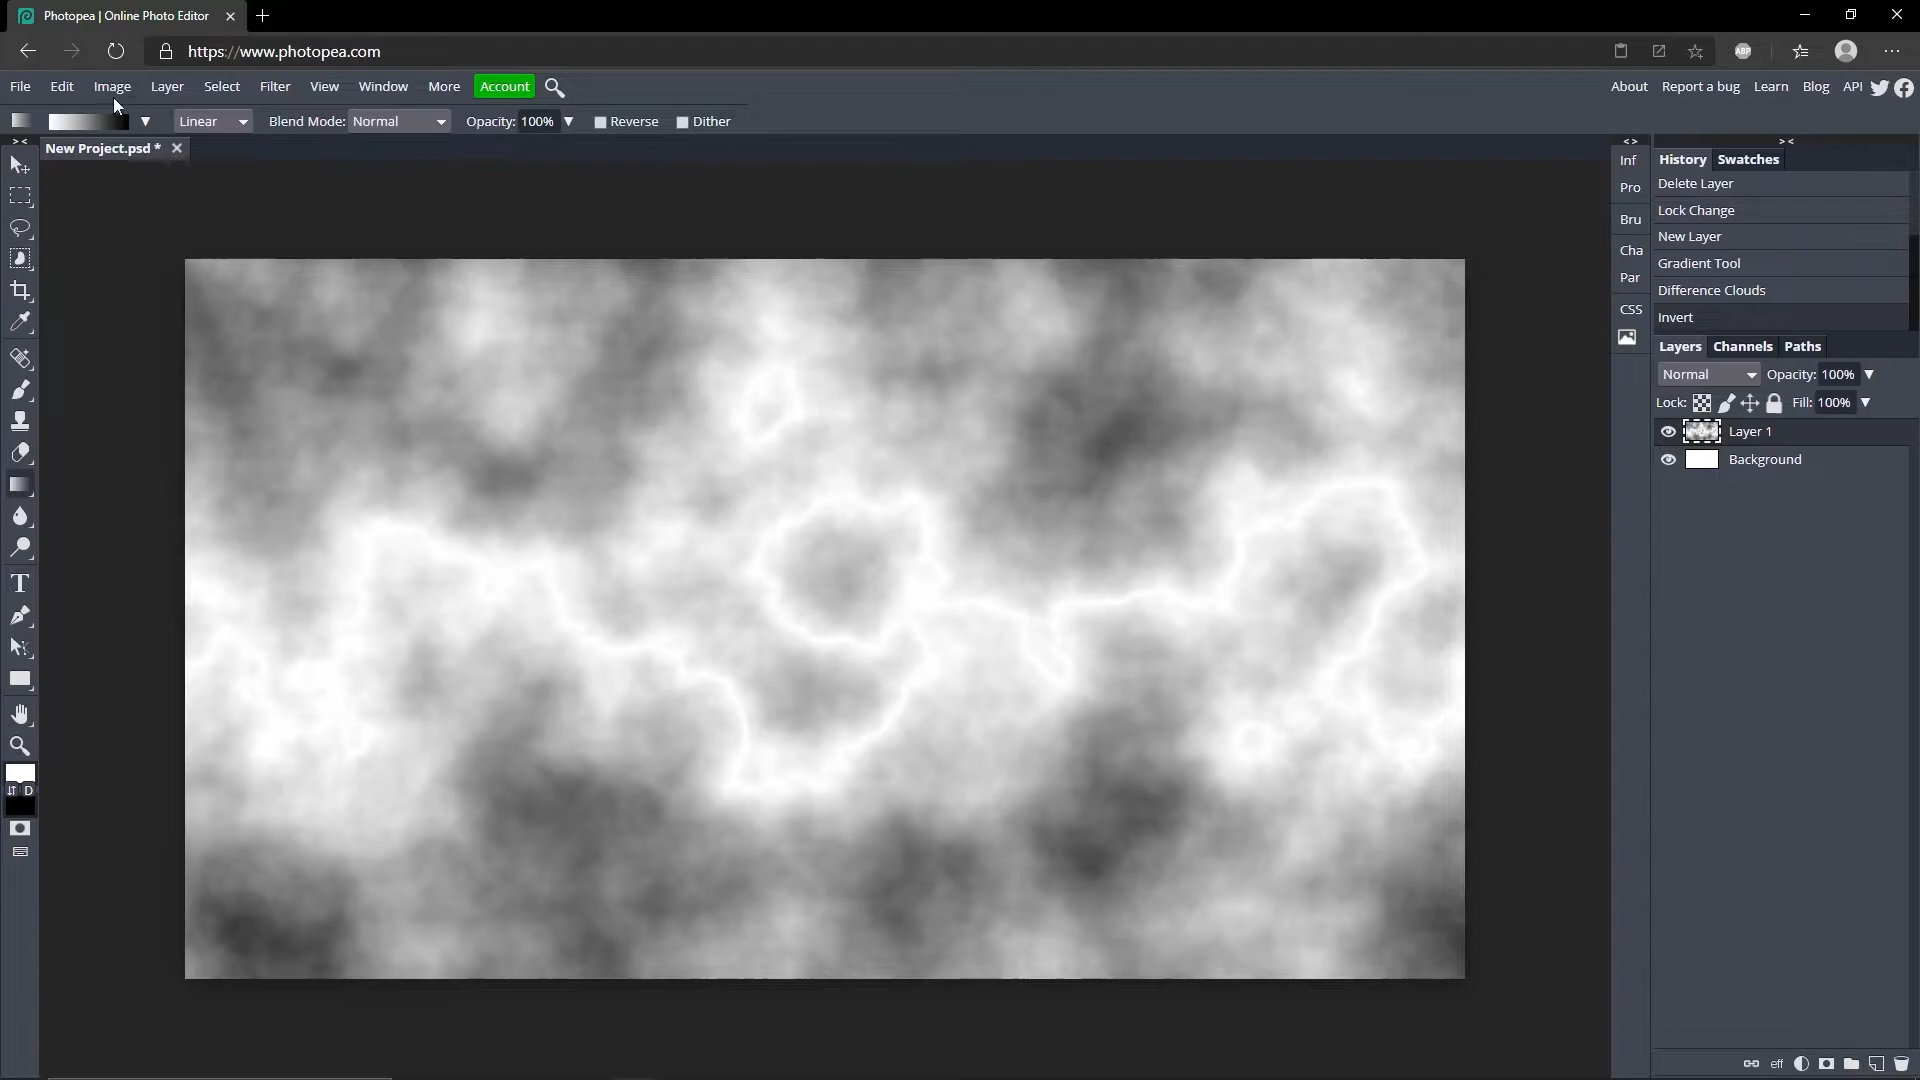 Photopea | Online Photo Editor
https://www.photopea.com
File Edit Image Layer Select Filter View Window More Account About Report a bug Learn Blog API
Linear Blend Mode: Normal Opacity: 100% Reverse Dither
New Project.psd *
Inf
Pro
Bru
Cha
Par
CSS
History Swatches
Delete Layer
Lock Change
New Layer
Gradient Tool
Difference Clouds
Invert
Layers Channels Paths
Normal Opacity: 100%
Lock: Fill: 100%
Layer 1
Background
T
D
eff
ABP